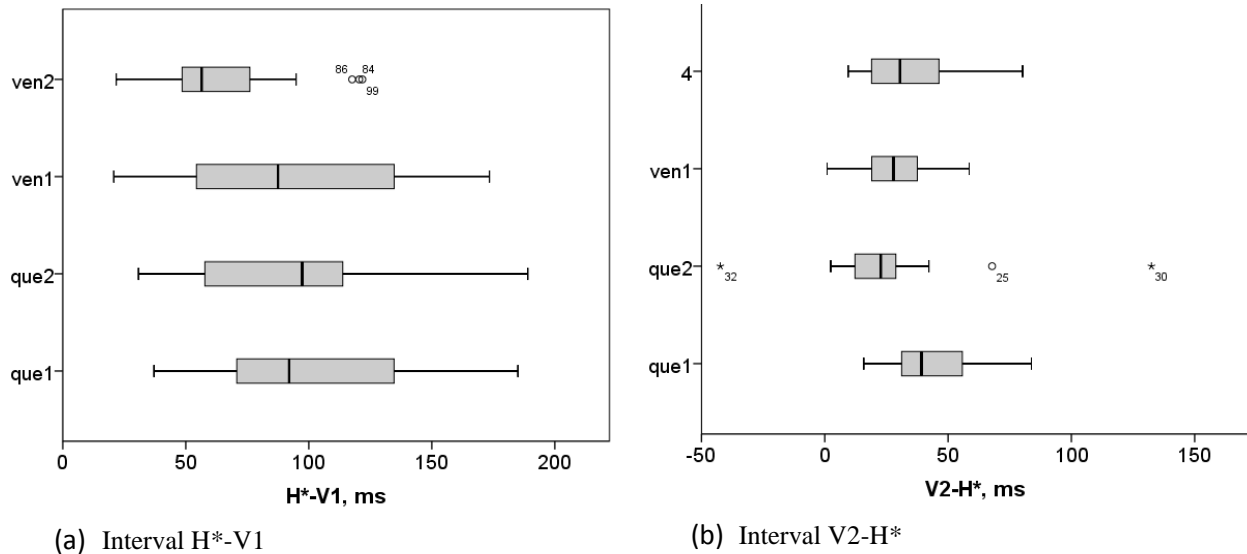 ven2
86 84
99
ven1
que2
que1
0 50 100 150 200
H*-V1, ms
(a) Interval H*-V1
4
ven1
que2
32
25
30
que1
-50 0 50 100 150
V2-H*, ms
(b) Interval V2-H*